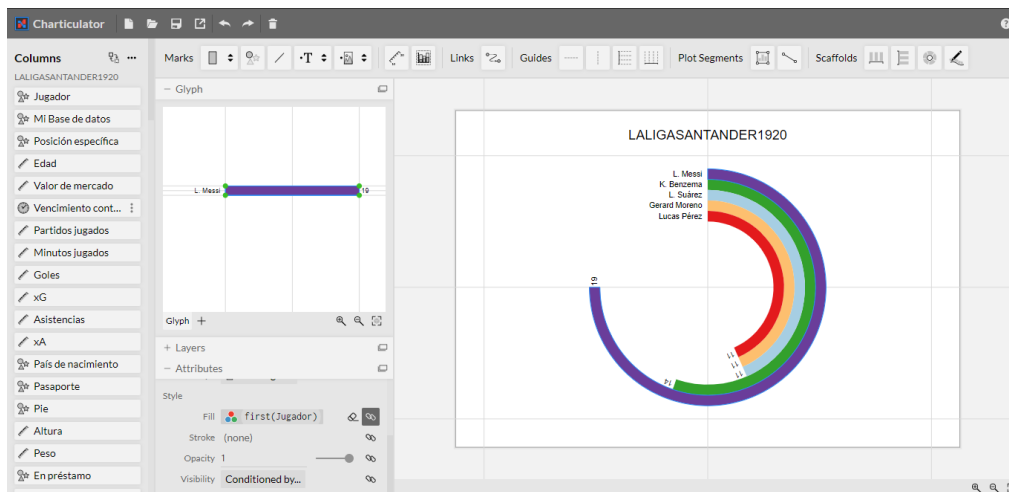 Charticulator
Columns
LALIGASANTANDER1920
Jugador
Mi Base de datos
Posición específica
Edad
Valor de mercado
Vencimiento cont...
Partidos jugados
Minutos jugados
Goles
xG
Asistencias
xA
País de nacimiento
Pasaporte
Pie
Altura
Peso
En préstamo
Marks
Links
Guides
Plot Segments
Scaffolds
Glyph
L. Messi
19
Glyph
Layers
Attributes
Style
Fill first(Jugador)
Stroke (none)
Opacity 1
Visibility Conditioned by...
LALIGASANTANDER1920
L. Messi
K. Benzema
L. Suárez
Gerard Moreno
Lucas Pérez
19
11
11
11
14